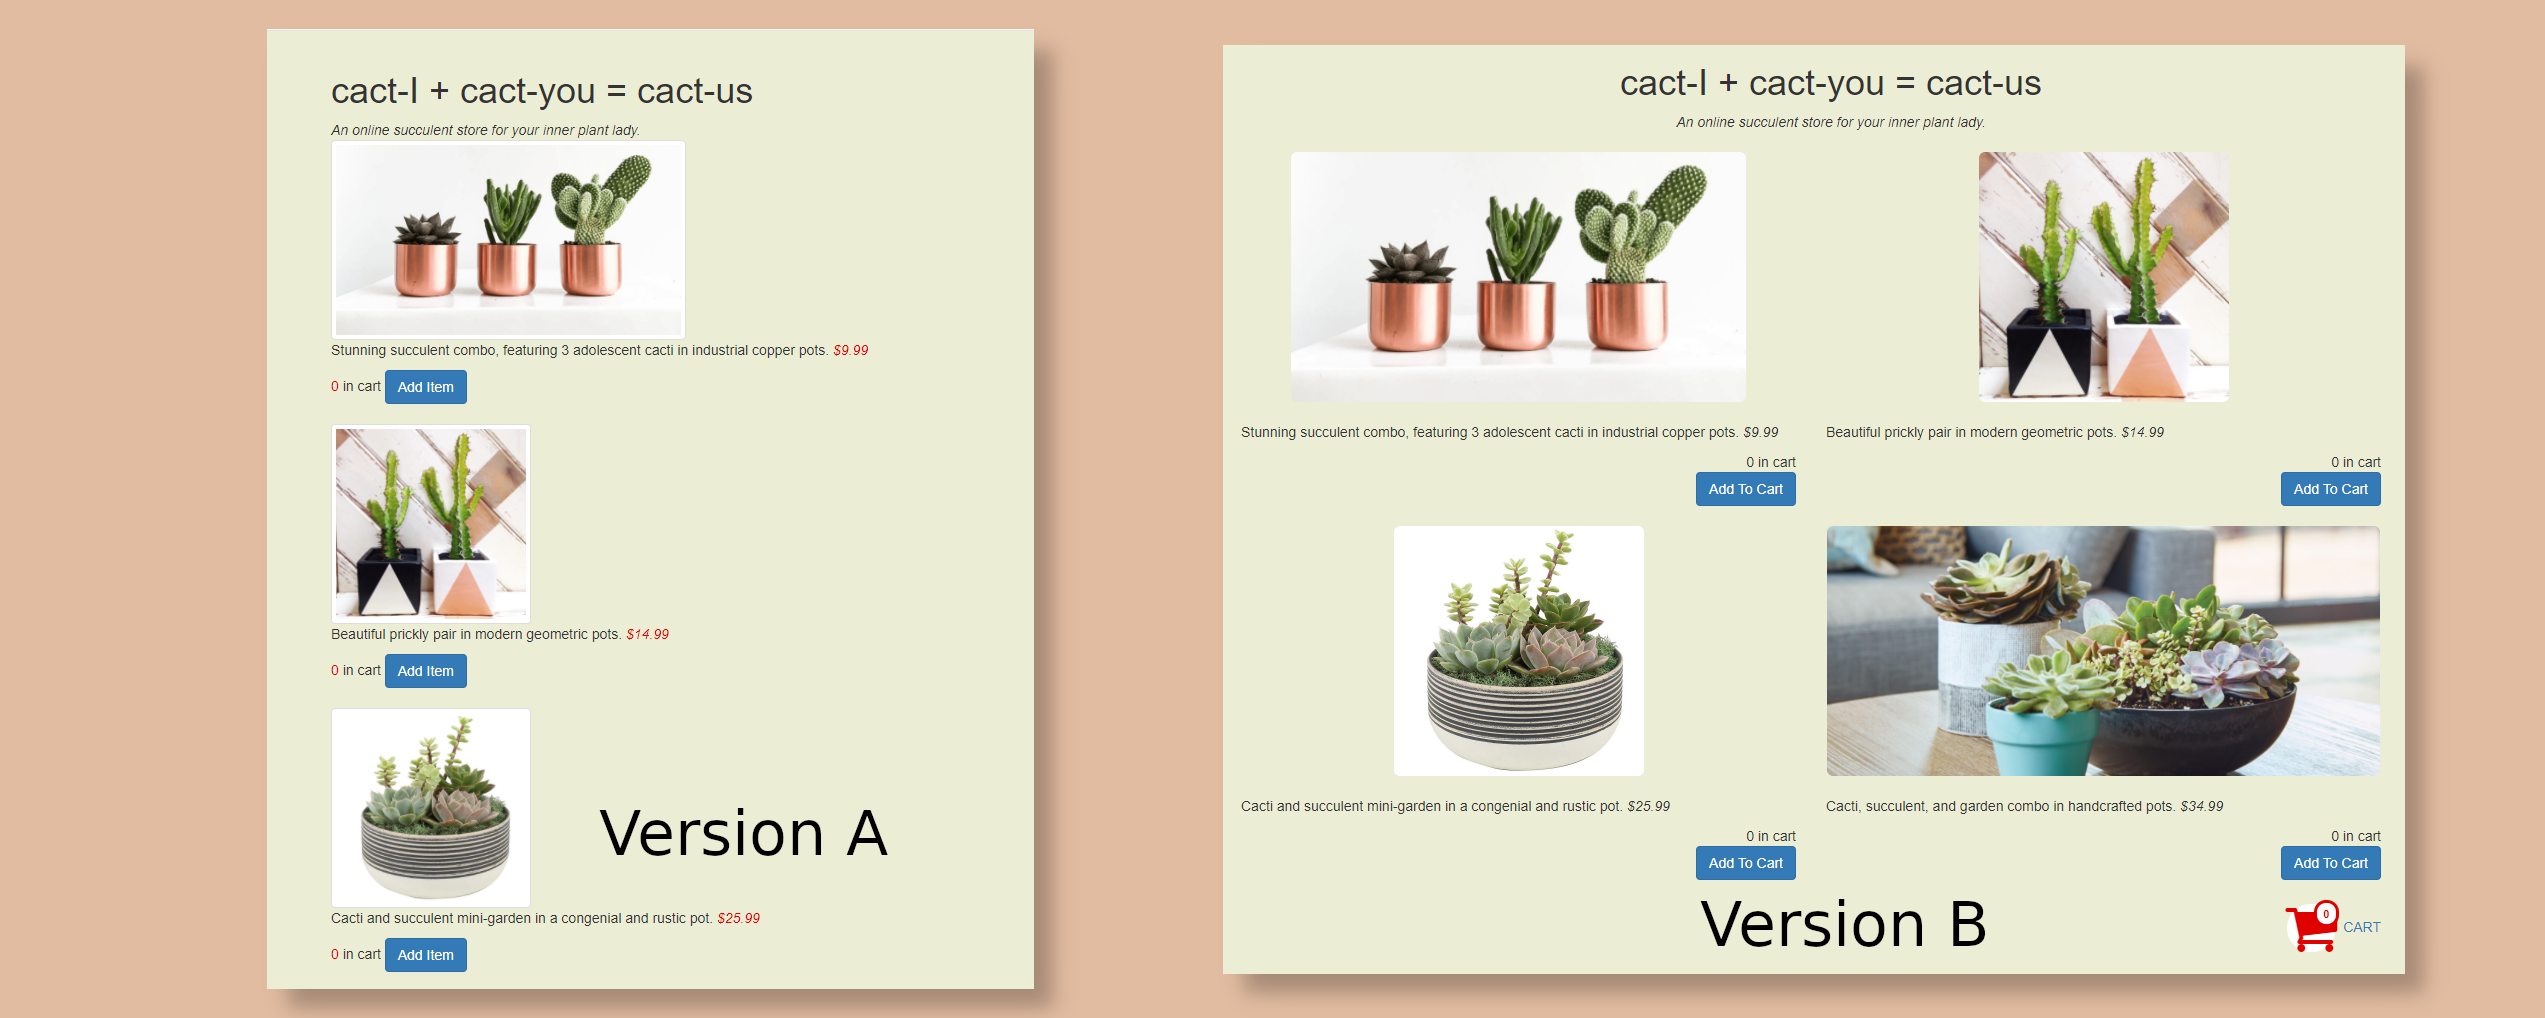 cact-I + cact-you = cact-us
An online succulent store for your inner plant lady.
Stunning succulent combo, featuring 3 adolescent cacti in industrial copper pots. $9.99
0 in cart Add Item
Beautiful prickly pair in modern geometric pots. $14.99
0 in cart Add Item
Cacti and succulent mini-garden in a congenial and rustic pot. $25.99
0 in cart Add Item
Version A
cact-I + cact-you = cact-us
An online succulent store for your inner plant lady.
Stunning succulent combo, featuring 3 adolescent cacti in industrial copper pots. $9.99
0 in cart
Add To Cart
Beautiful prickly pair in modern geometric pots. $14.99
0 in cart
Add To Cart
Cacti and succulent mini-garden in a congenial and rustic pot. $25.99
0 in cart
Add To Cart
Cacti, succulent, and garden combo in handcrafted pots. $34.99
0 in cart
Add To Cart
Version B
0 CART